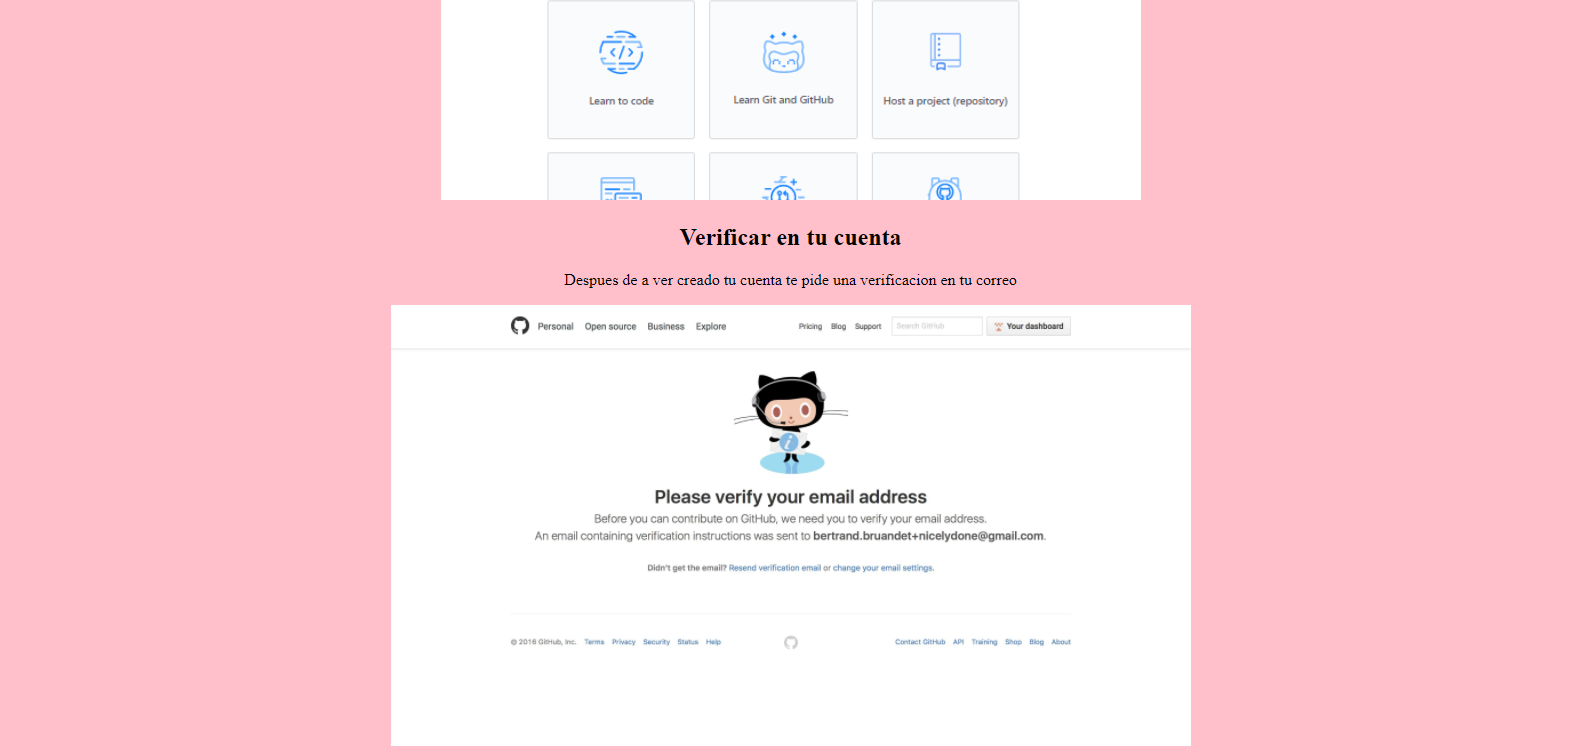 Learn to code
Learn Git and GitHub
Host a project (repository)
Verificar en tu cuenta
Despues de a ver creado tu cuenta te pide una verificacion en tu correo
Personal Open source Business Explore Pricing Blog Support Search GitHub Your dashboard
Please verify your email address
Before you can contribute on GitHub, we need you to verify your email address.
An email containing verification instructions was sent to bertrand.bruandet+nicelydone@gmail.com.
Didn't get the email? Resend verification email or change your email settings.
© 2016 GitHub, Inc. Terms Privacy Security Status Help Contact GitHub API Training Shop Blog About